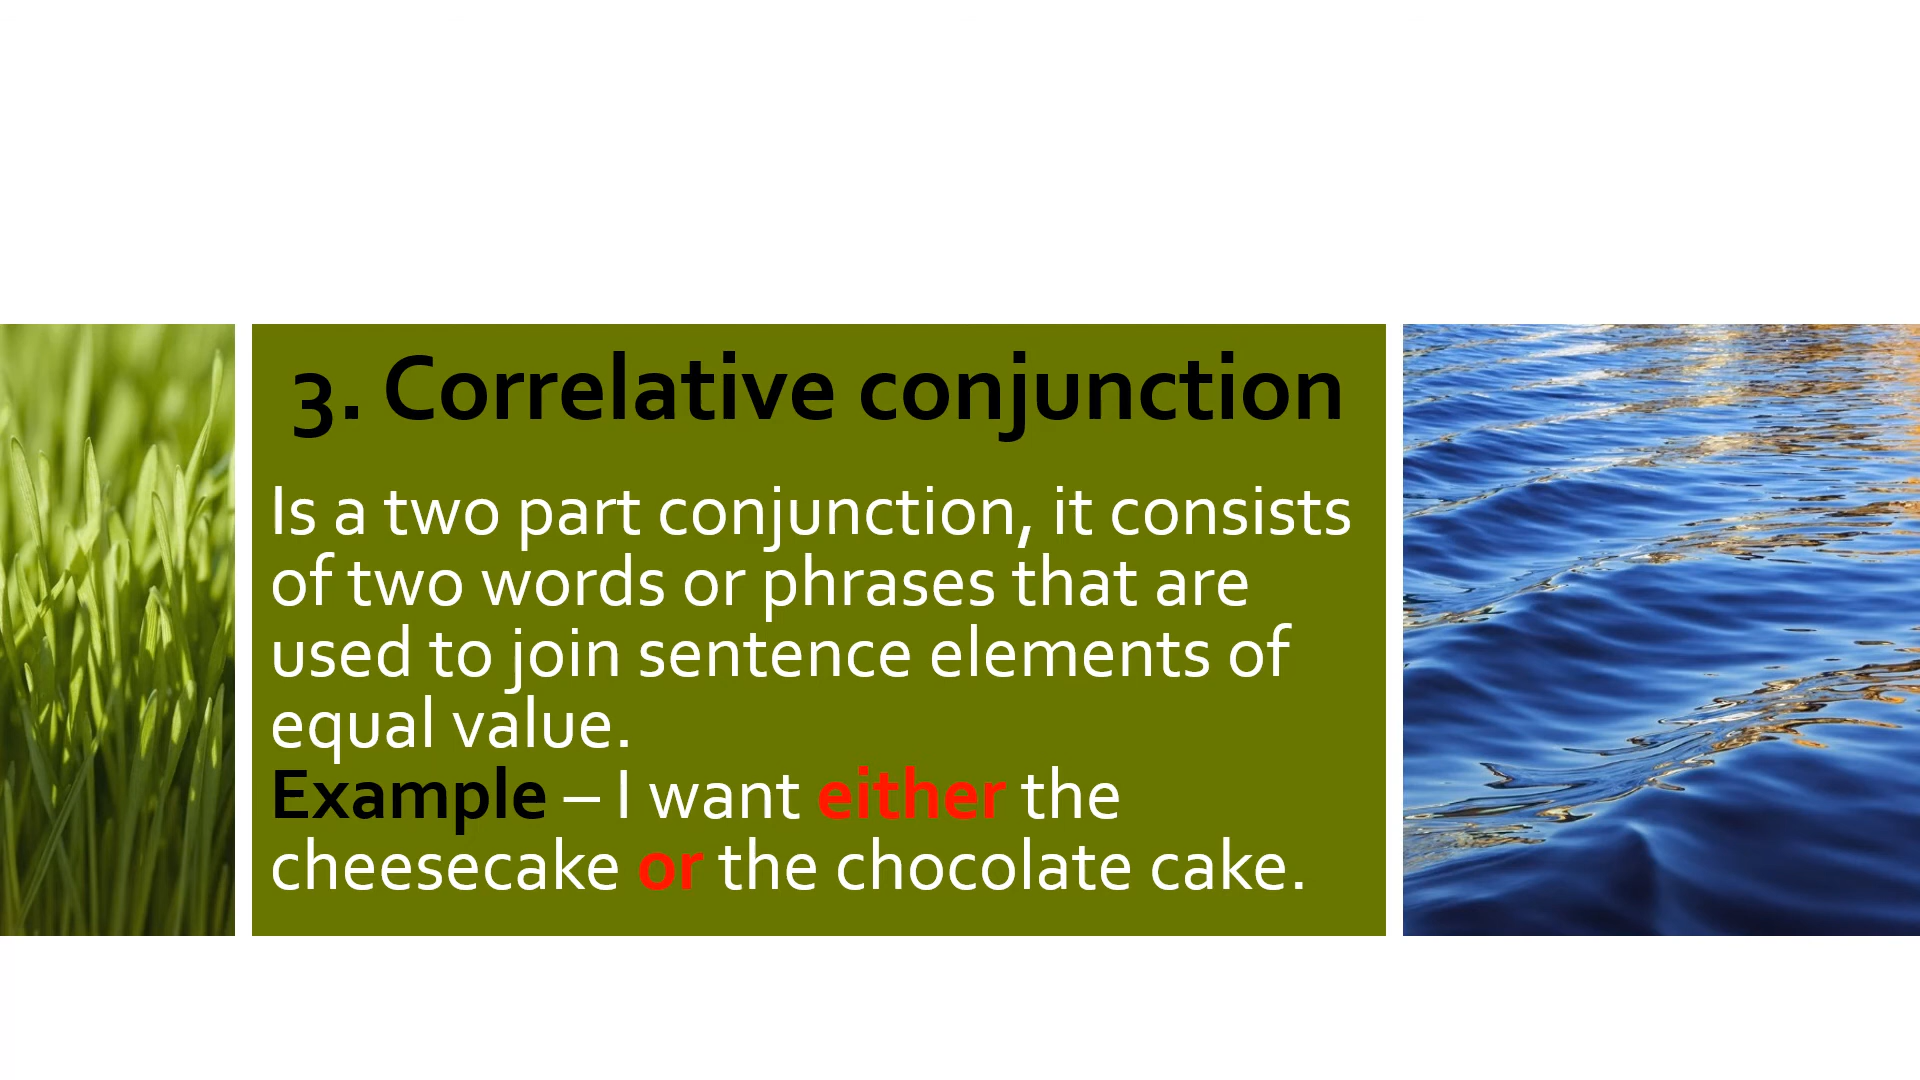 3. Correlative conjunction
Is a two part conjunction, it consists
of two words or phrases that are
used to join sentence elements of
equal value.
Example – I want either the
cheesecake or the chocolate cake.